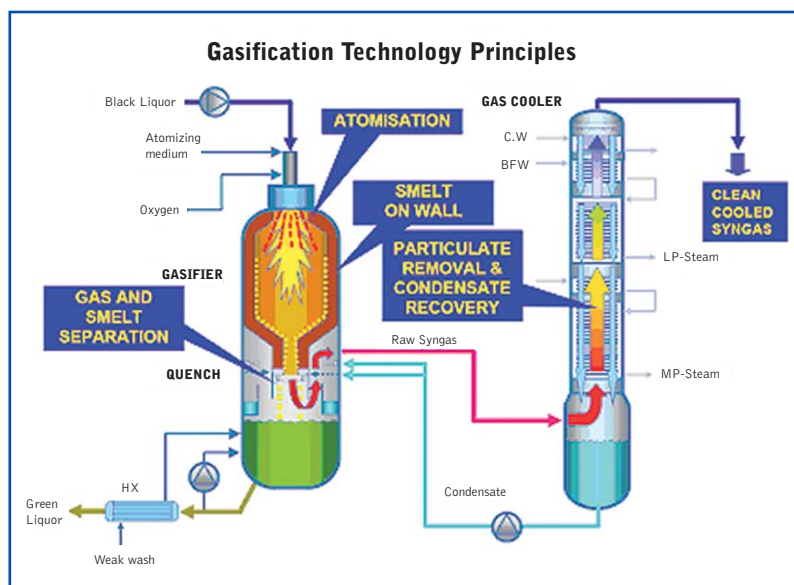 Gasification Technology Principles
Black Liquor
Atomizing
medium
Oxygen
ATOMISATION
SMELT
ON WALL
GASIFIER
PARTICULATE
REMOVAL &
CONDENSATE
RECOVERY
GAS AND
SMELT
SEPARATION
QUENCH
Raw Syngas
HX
Green
Liquor
Weak wash
Condensate
GAS COOLER
C.W
BFW
CLEAN
COOLED
SYNGAS
LP-Steam
MP-Steam